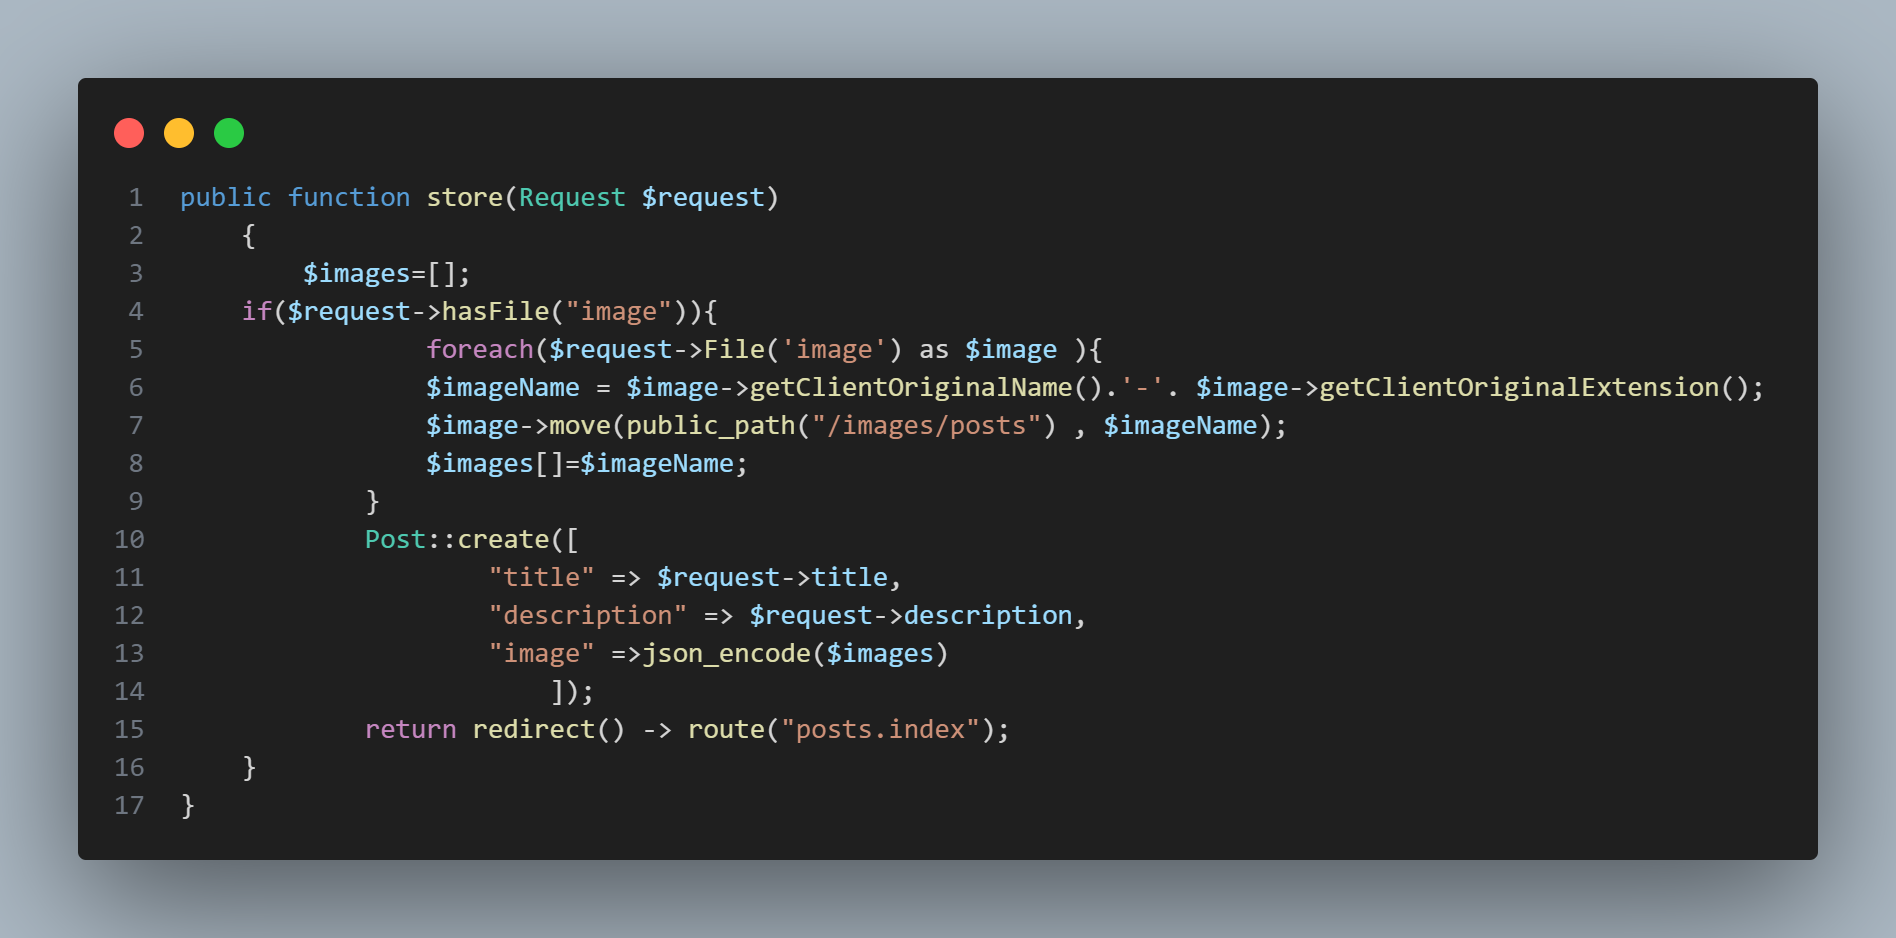 1 public function store(Request $request)
2     {
3         $images=[];
4     if($request->hasFile("image")){
5                 foreach($request->File('image') as $image ){
6                 $imageName = $image->getClientOriginalName().'-'. $image->getClientOriginalExtension();
7                 $image->move(public_path("/images/posts") , $imageName);
8                 $images[]=$imageName;
9             }
10             Post::create([
11                     "title" => $request->title,
12                     "description" => $request->description,
13                     "image" =>json_encode($images)
14                         ]);
15             return redirect() -> route("posts.index");
16     }
17 }